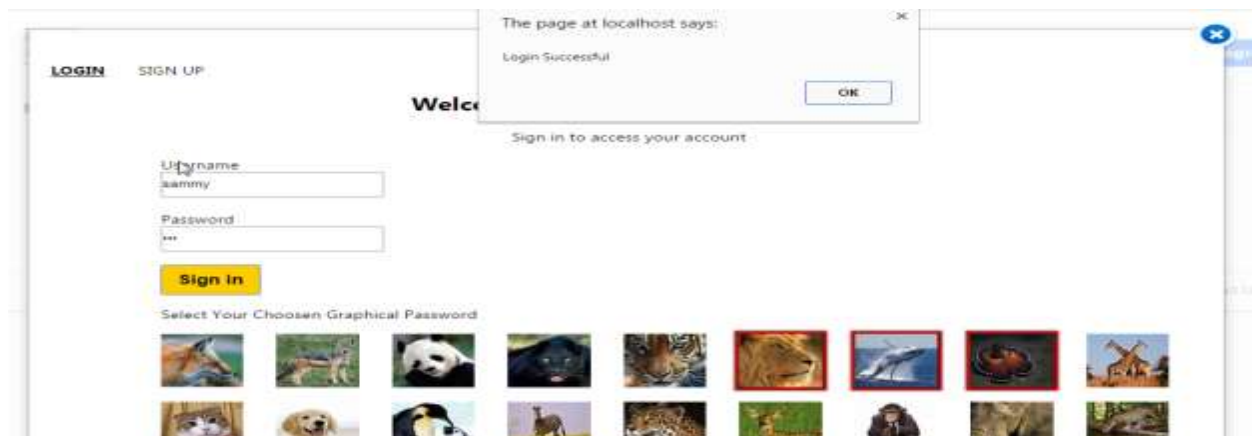 The page at localhost says:
Login Successful
OK
LOGIN SIGN UP
Sign in to access your account
Username
sammy
Password
Sign in
Select Your Choosen Graphical Password